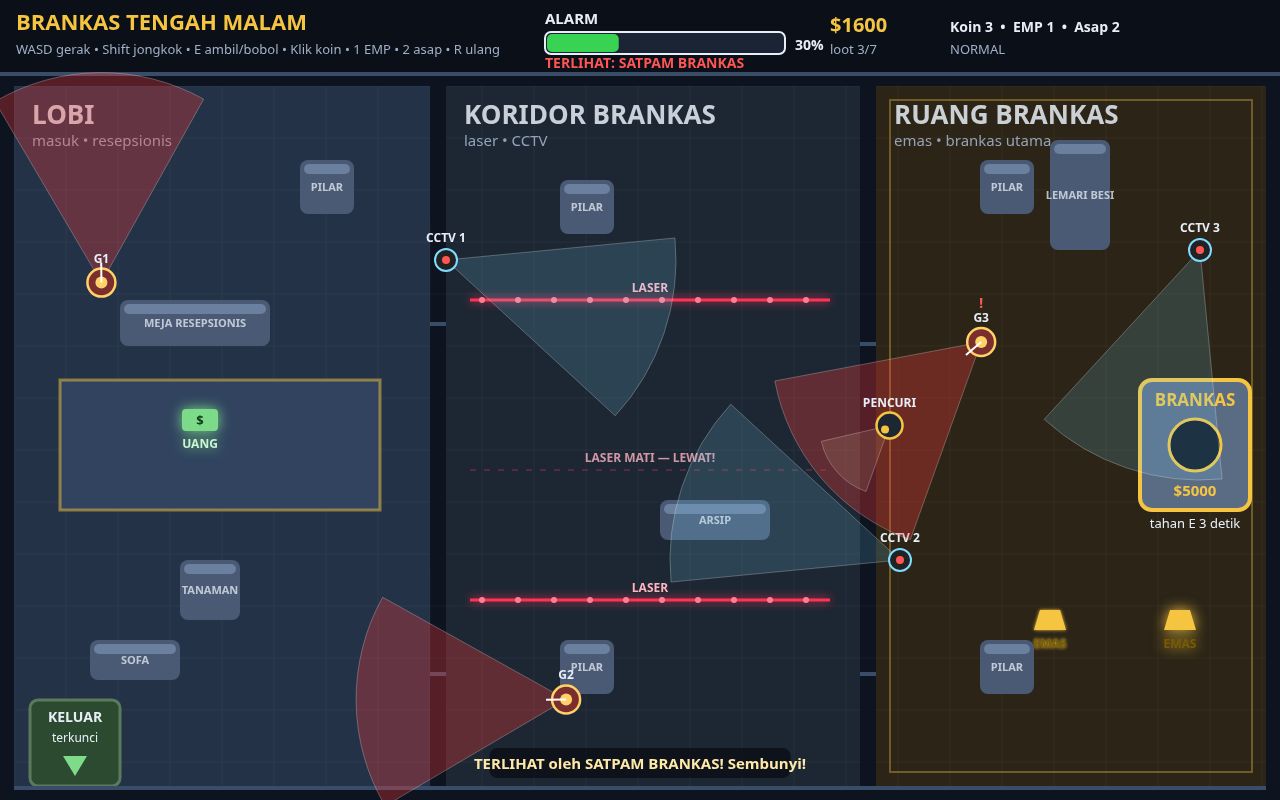 BRANKAS TENGAH MALAM
WASD gerak • Shift jongkok • E ambil/bobol • Klik koin • 1 EMP • 2 asap • R ulang
ALARM
30%
TERLIHAT: SATPAM BRANKAS
$1600
loot 3/7
Koin 3 • EMP 1 • Asap 2
NORMAL
LOBI
masuk • resepsionis
PILAR
G1
MEJA RESEPSIONIS
$
UANG
TANAMAN
SOFA
KELUAR
terkunci
KORIDOR BRANKAS
laser • CCTV
PILAR
CCTV 1
LASER
LASER MATI — LEWAT!
ARSIP
LASER
PILAR
G2
TERLIHAT oleh SATPAM BRANKAS! Sembunyi!
RUANG BRANKAS
emas • brankas utama
PILAR
LEMARI BESI
CCTV 3
!
G3
PENCURI
BRANKAS
$5000
tahan E 3 detik
CCTV 2
EMAS
EMAS
PILAR